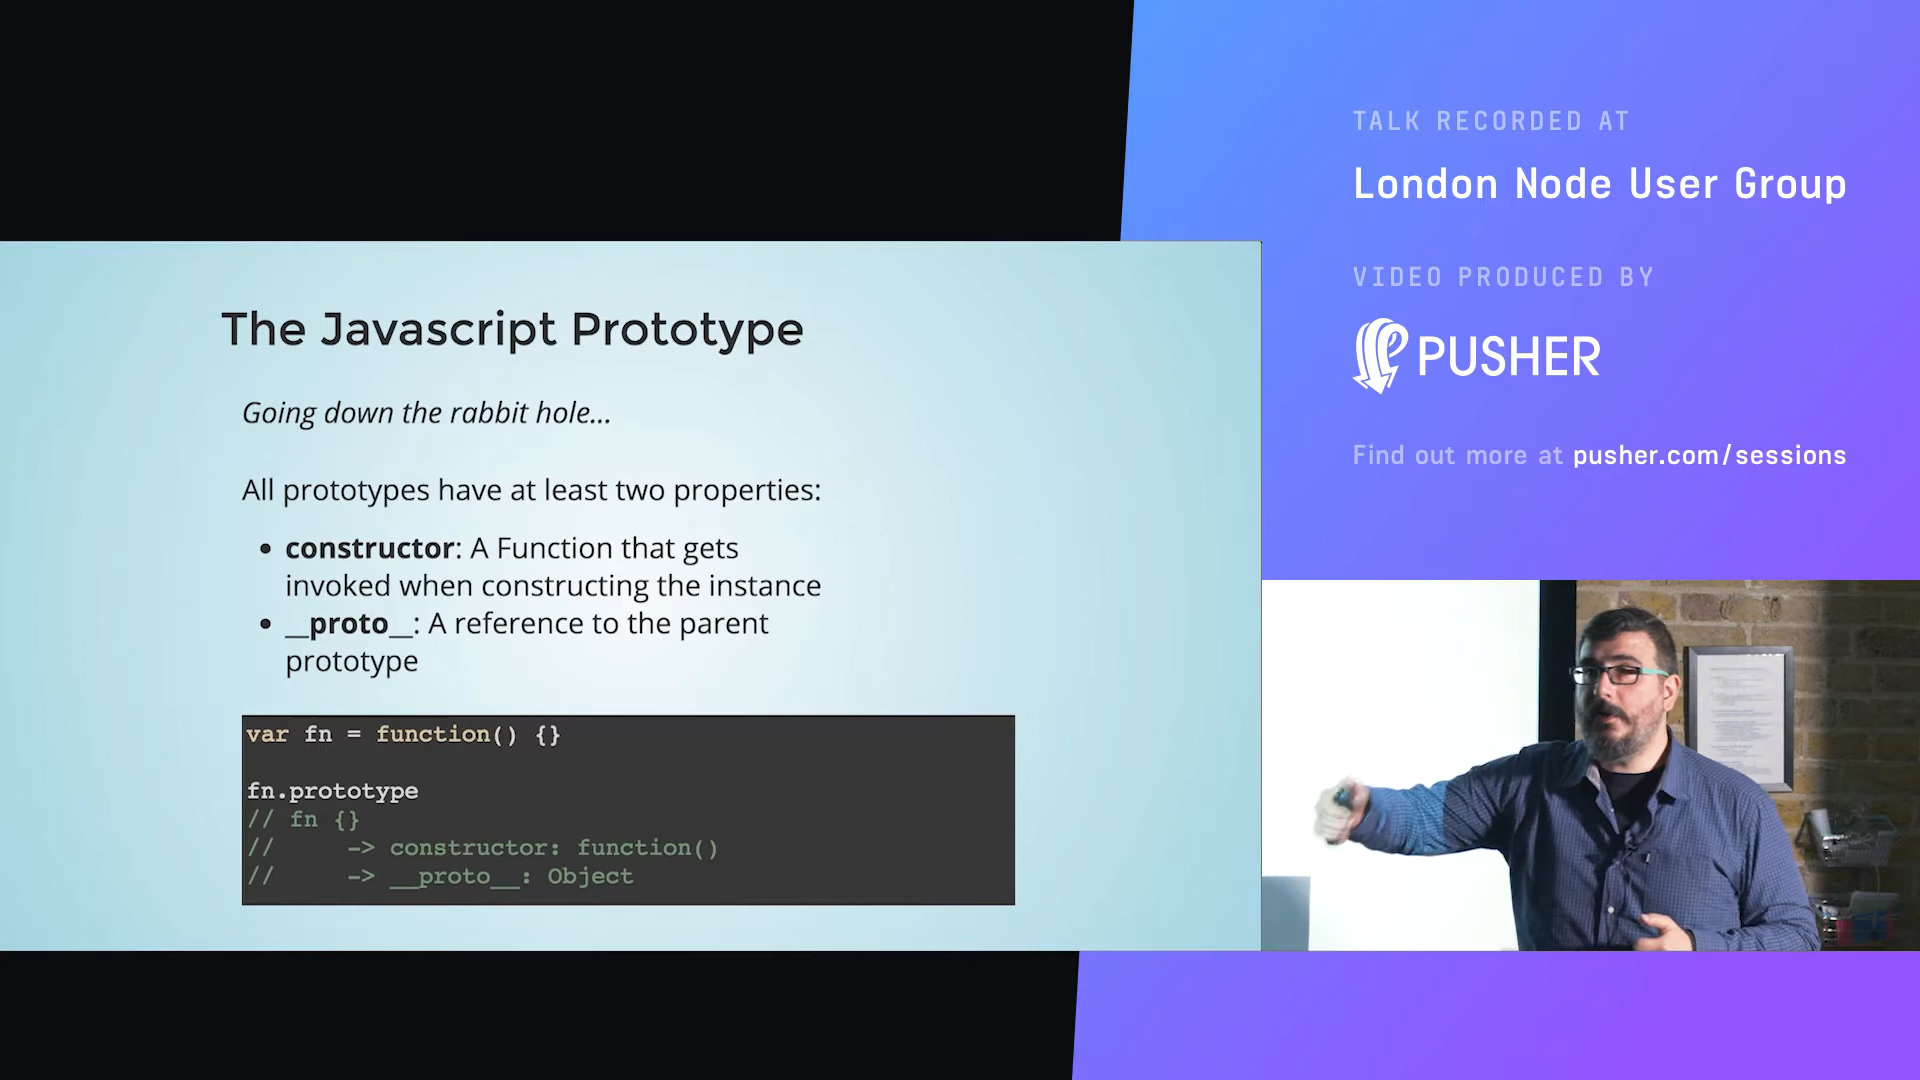 The Javascript Prototype
Going down the rabbit hole...
All prototypes have at least two properties:
• constructor: A Function that gets
invoked when constructing the instance
• __proto__: A reference to the parent
prototype
var fn = function() {}
fn.prototype
// fn {}
//     -> constructor: function()
//     -> __proto__: Object
TALK RECORDED AT
London Node User Group
VIDEO PRODUCED BY
PUSHER
Find out more at pusher.com/sessions